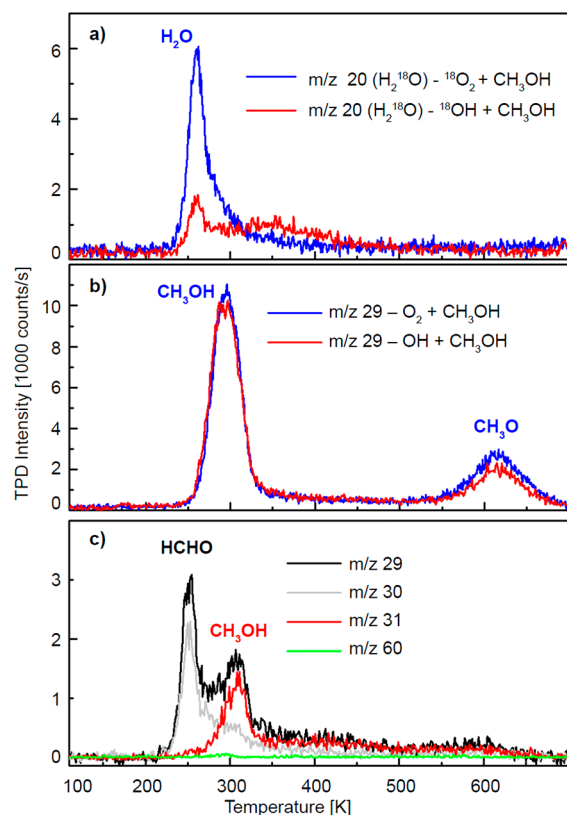 a)
H₂O
m/z 20 (H₂¹⁸O) - ¹⁸O₂ + CH₃OH
m/z 20 (H₂¹⁸O) - ¹⁸OH + CH₃OH
6
4
2
0
b)
CH₃OH
m/z 29 – O₂ + CH₃OH
m/z 29 – OH + CH₃OH
CH₃O
10
8
6
4
2
0
TPD Intensity [1000 counts/s]
c)
HCHO
CH₃OH
m/z 29
m/z 30
m/z 31
m/z 60
3
2
1
0
100 200 300 400 500 600
Temperature [K]